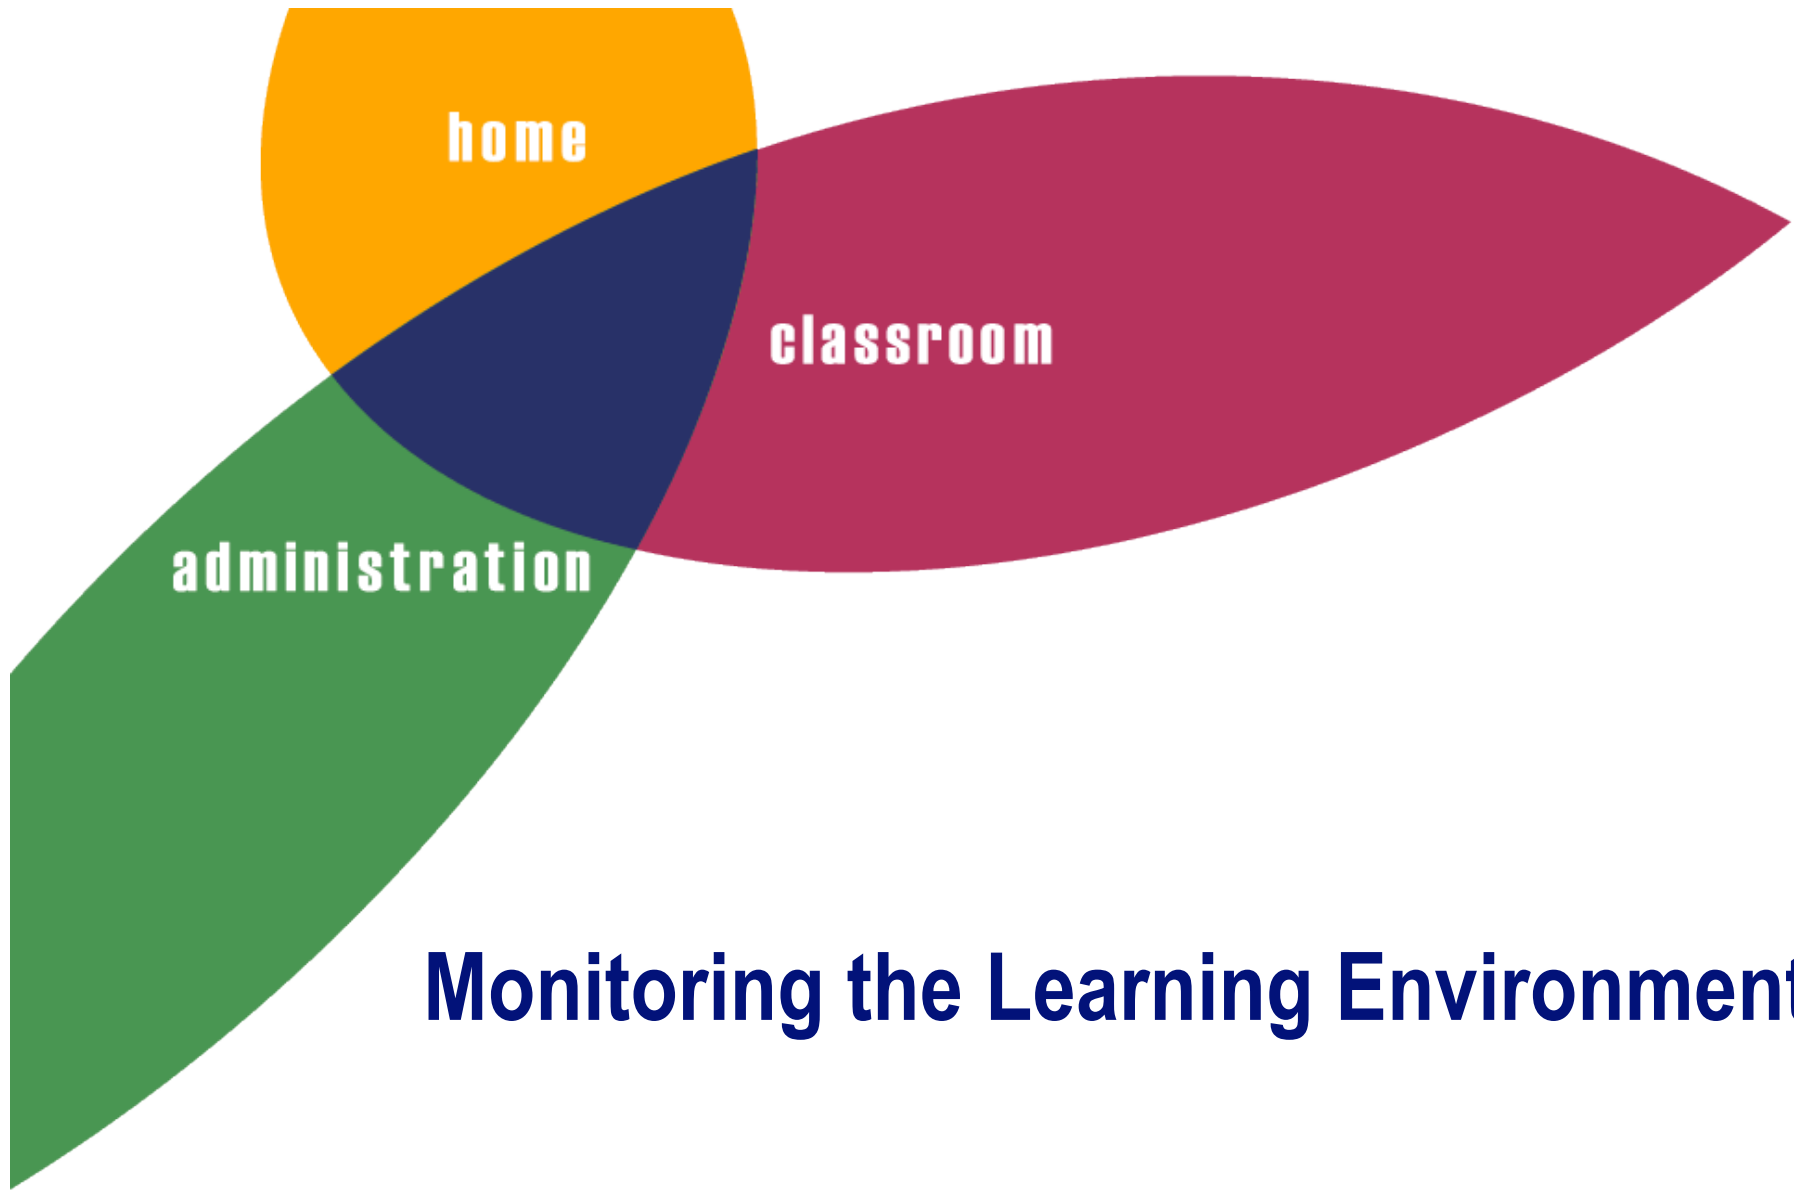 home
classroom
administration
Monitoring the Learning Environment